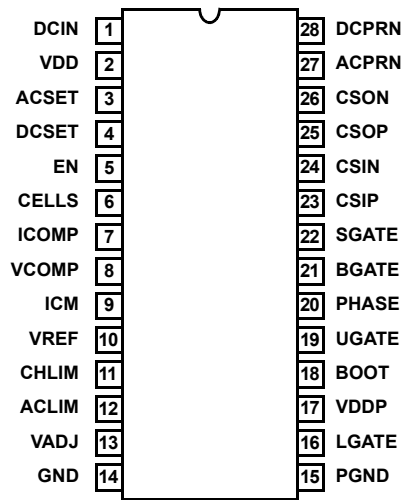 DCIN 1 28 DCPRN
VDD 2 27 ACPRN
ACSET 3 26 CSON
DCSET 4 25 CSOP
EN 5 24 CSIN
CELLS 6 23 CSIP
ICOMP 7 22 SGATE
VCOMP 8 21 BGATE
ICM 9 20 PHASE
VREF 10 19 UGATE
CHLIM 11 18 BOOT
ACLIM 12 17 VDDP
VADJ 13 16 LGATE
GND 14 15 PGND